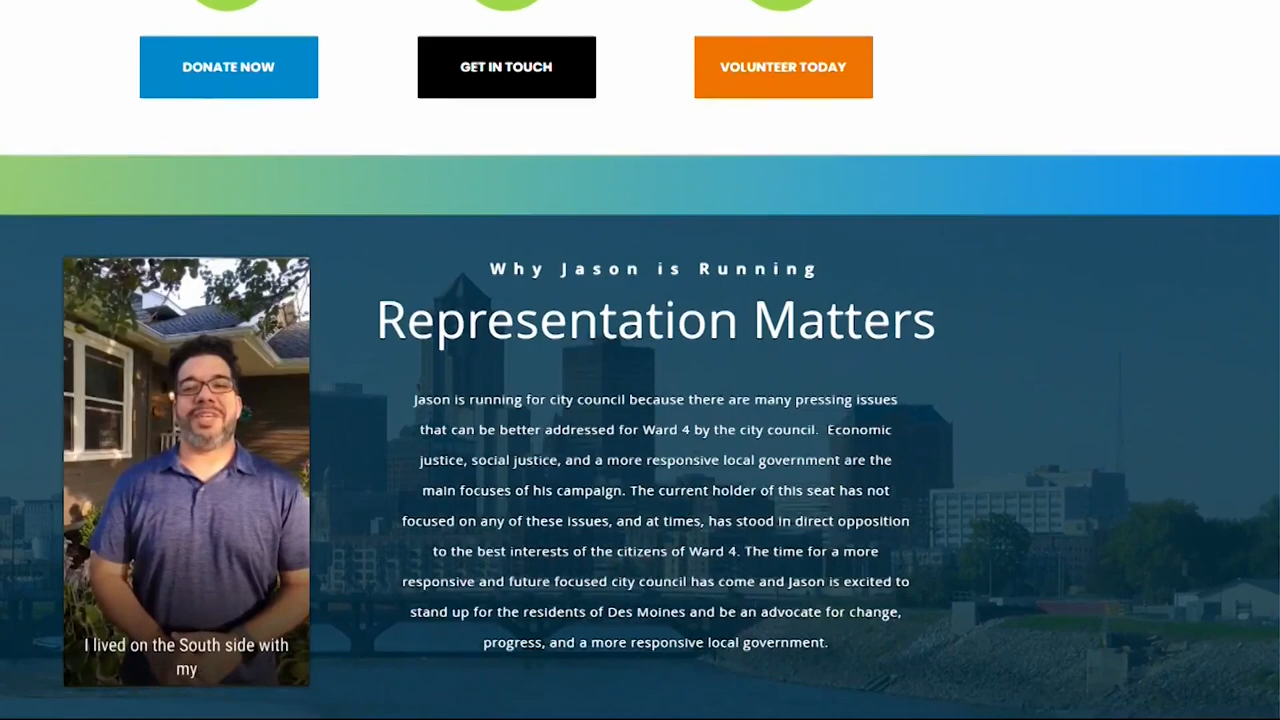 DONATE NOW
GET IN TOUCH
VOLUNTEER TODAY
Why Jason is Running
Representation Matters
Jason is running for city council because there are many pressing issues
that can be better addressed for Ward 4 by the city council.  Economic
justice, social justice, and a more responsive local government are the
main focuses of his campaign. The current holder of this seat has not
focused on any of these issues, and at times, has stood in direct opposition
to the best interests of the citizens of Ward 4. The time for a more
responsive and future focused city council has come and Jason is excited to
stand up for the residents of Des Moines and be an advocate for change,
progress, and a more responsive local government.
I lived on the South side with
my